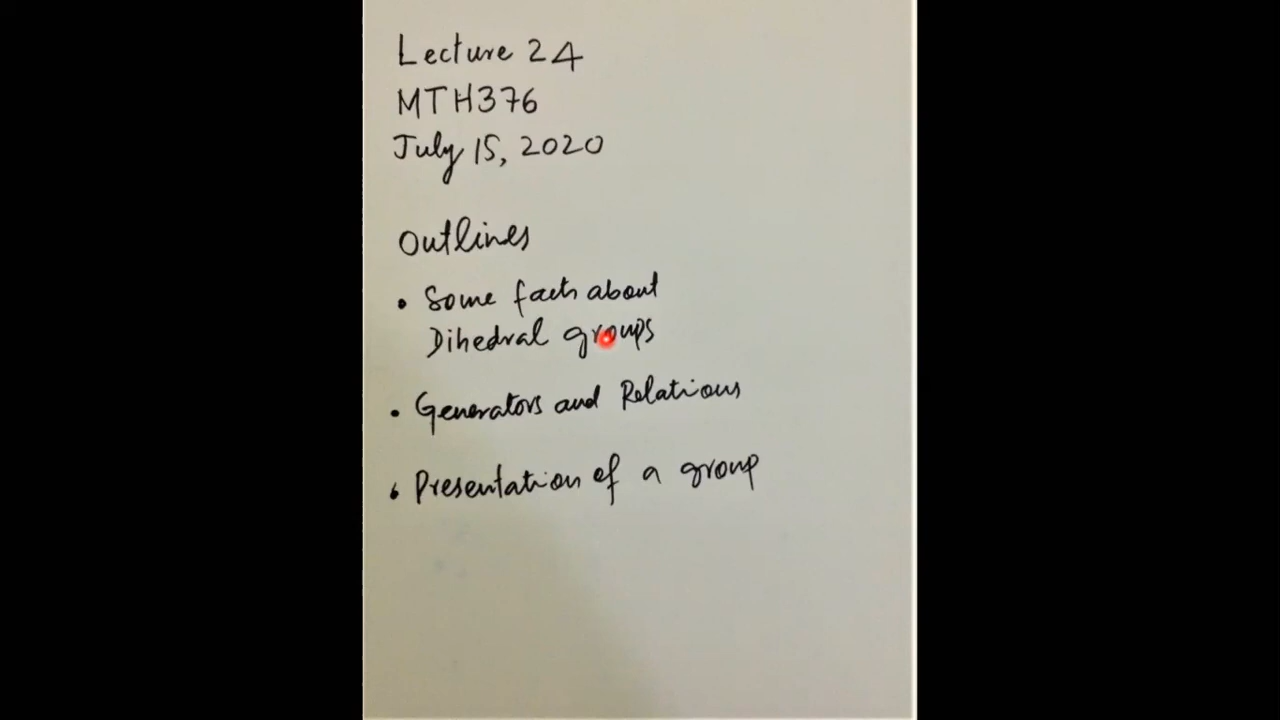 Lecture 24
MTH376
July 15, 2020
Outlines
• Some facts about
Dihedral groups
• Generators and Relations
• Presentation of a group